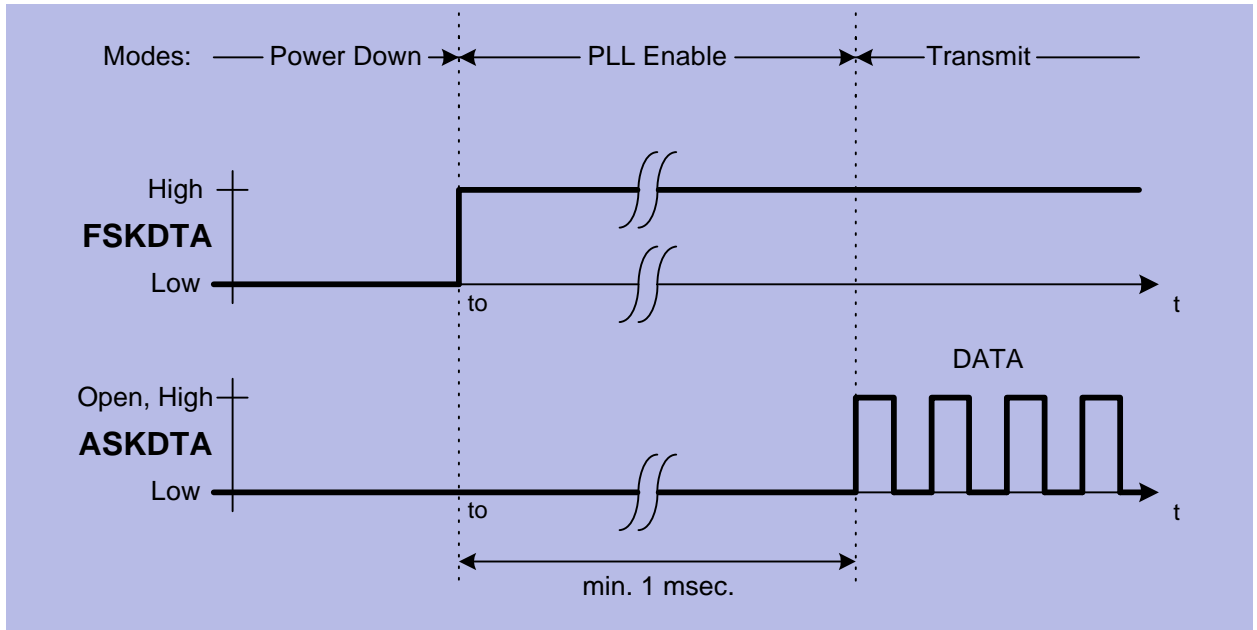 Modes: Power Down PLL Enable Transmit
High
FSKDTA
Low
to
t
DATA
Open, High
ASKDTA
Low
to
t
min. 1 msec.